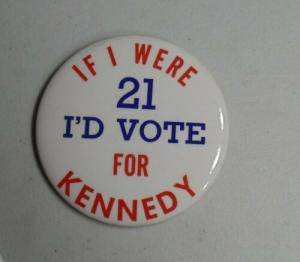 IF I WERE
21
I'D VOTE
FOR
KENNEDY